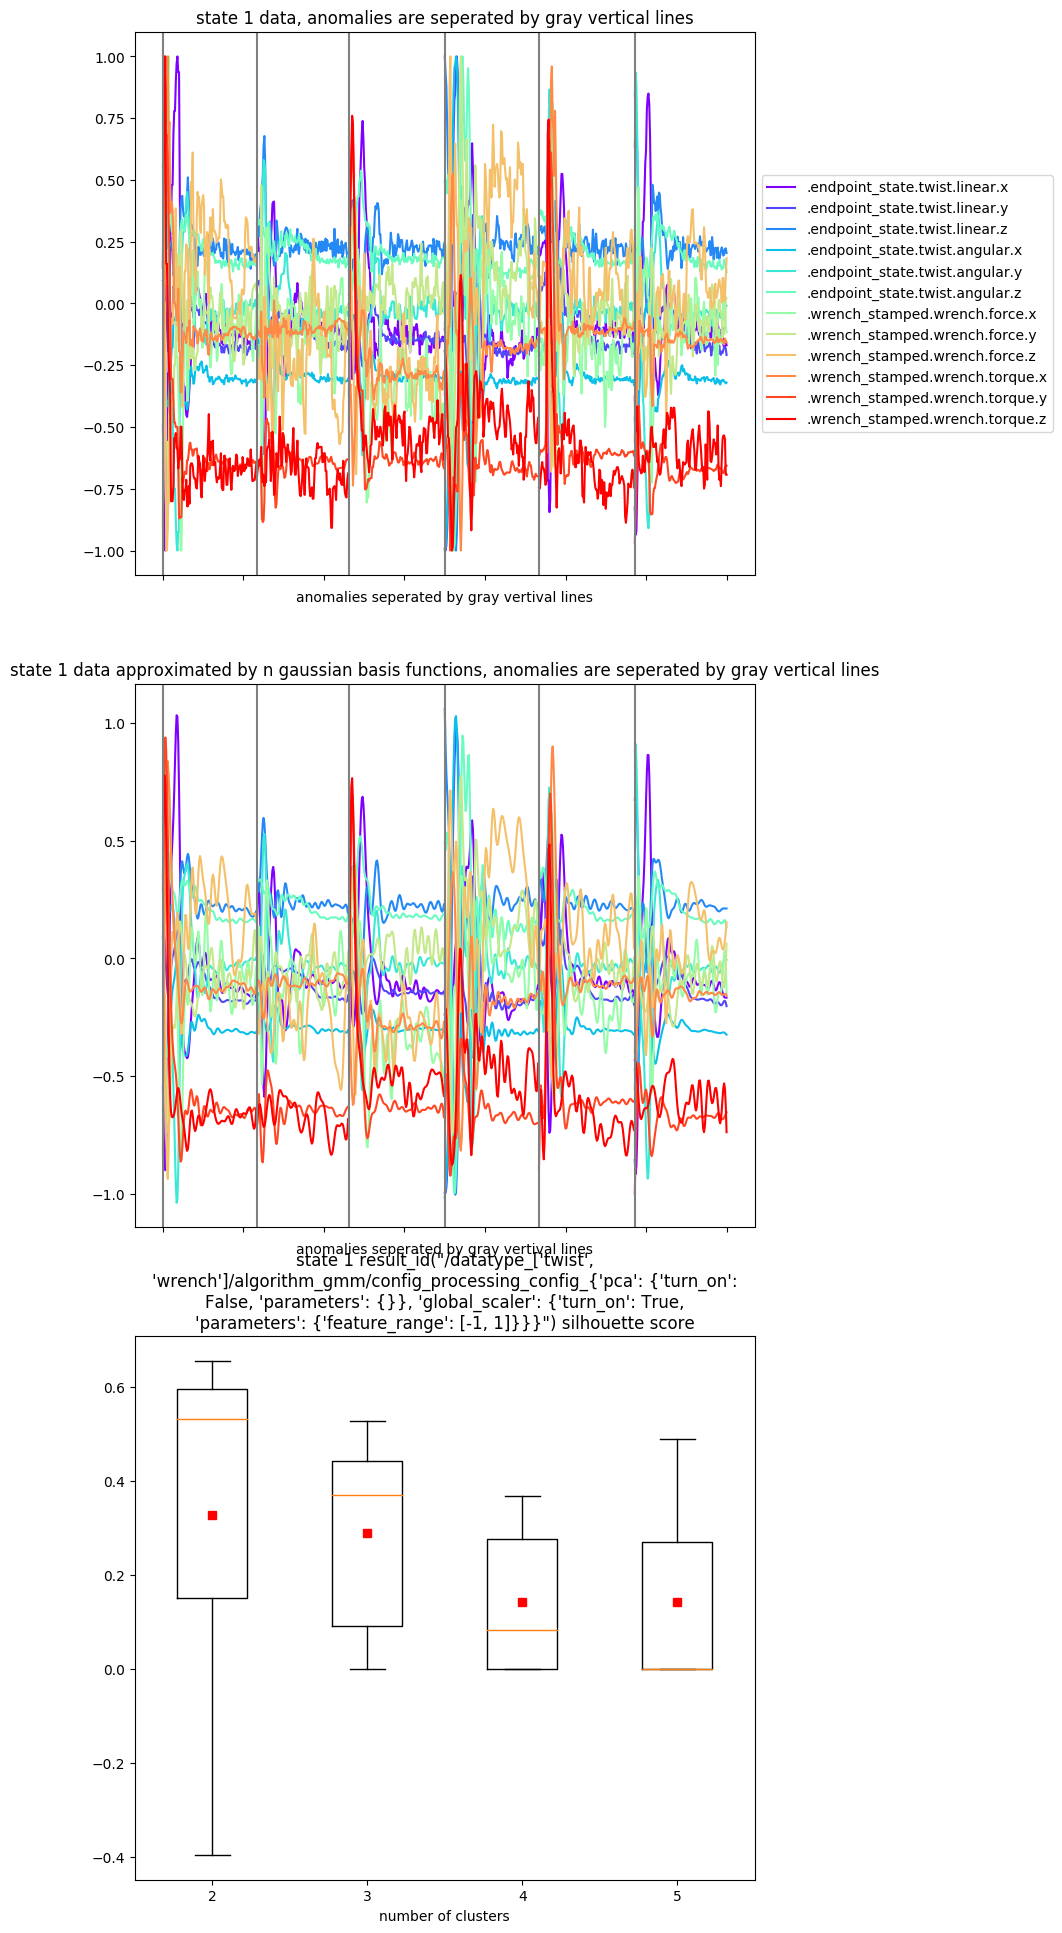 state 1 data, anomalies are seperated by gray vertical lines
1.00
0.75
0.50
0.25
0.00
−0.25
−0.50
−0.75
−1.00
anomalies seperated by gray vertival lines
.endpoint_state.twist.linear.x
.endpoint_state.twist.linear.y
.endpoint_state.twist.linear.z
.endpoint_state.twist.angular.x
.endpoint_state.twist.angular.y
.endpoint_state.twist.angular.z
.wrench_stamped.wrench.force.x
.wrench_stamped.wrench.force.y
.wrench_stamped.wrench.force.z
.wrench_stamped.wrench.torque.x
.wrench_stamped.wrench.torque.y
.wrench_stamped.wrench.torque.z
state 1 data approximated by n gaussian basis functions, anomalies are seperated by gray vertical lines
1.0
0.5
0.0
−0.5
−1.0
anomalies seperated by gray vertival lines
state 1 result_id("/datatype_['twist',
'wrench']/algorithm_gmm/config_processing_config_{'pca': {'turn_on':
False, 'parameters': {}}, 'global_scaler': {'turn_on': True,
'parameters': {'feature_range': [-1, 1]}}}") silhouette score
0.6
0.4
0.2
0.0
−0.2
−0.4
2 3 4 5
number of clusters